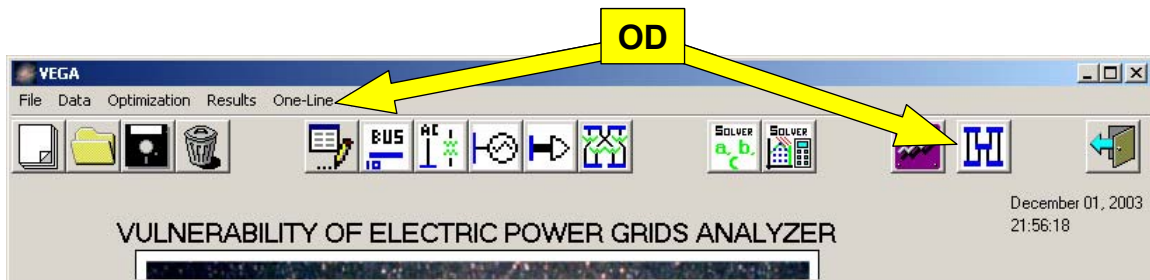 OD
VEGA
File Data Optimization Results One-Line
BUS AC SOLVER SOLVER
ID a, b,
c
December 01, 2003
21:56:18
VULNERABILITY OF ELECTRIC POWER GRIDS ANALYZER